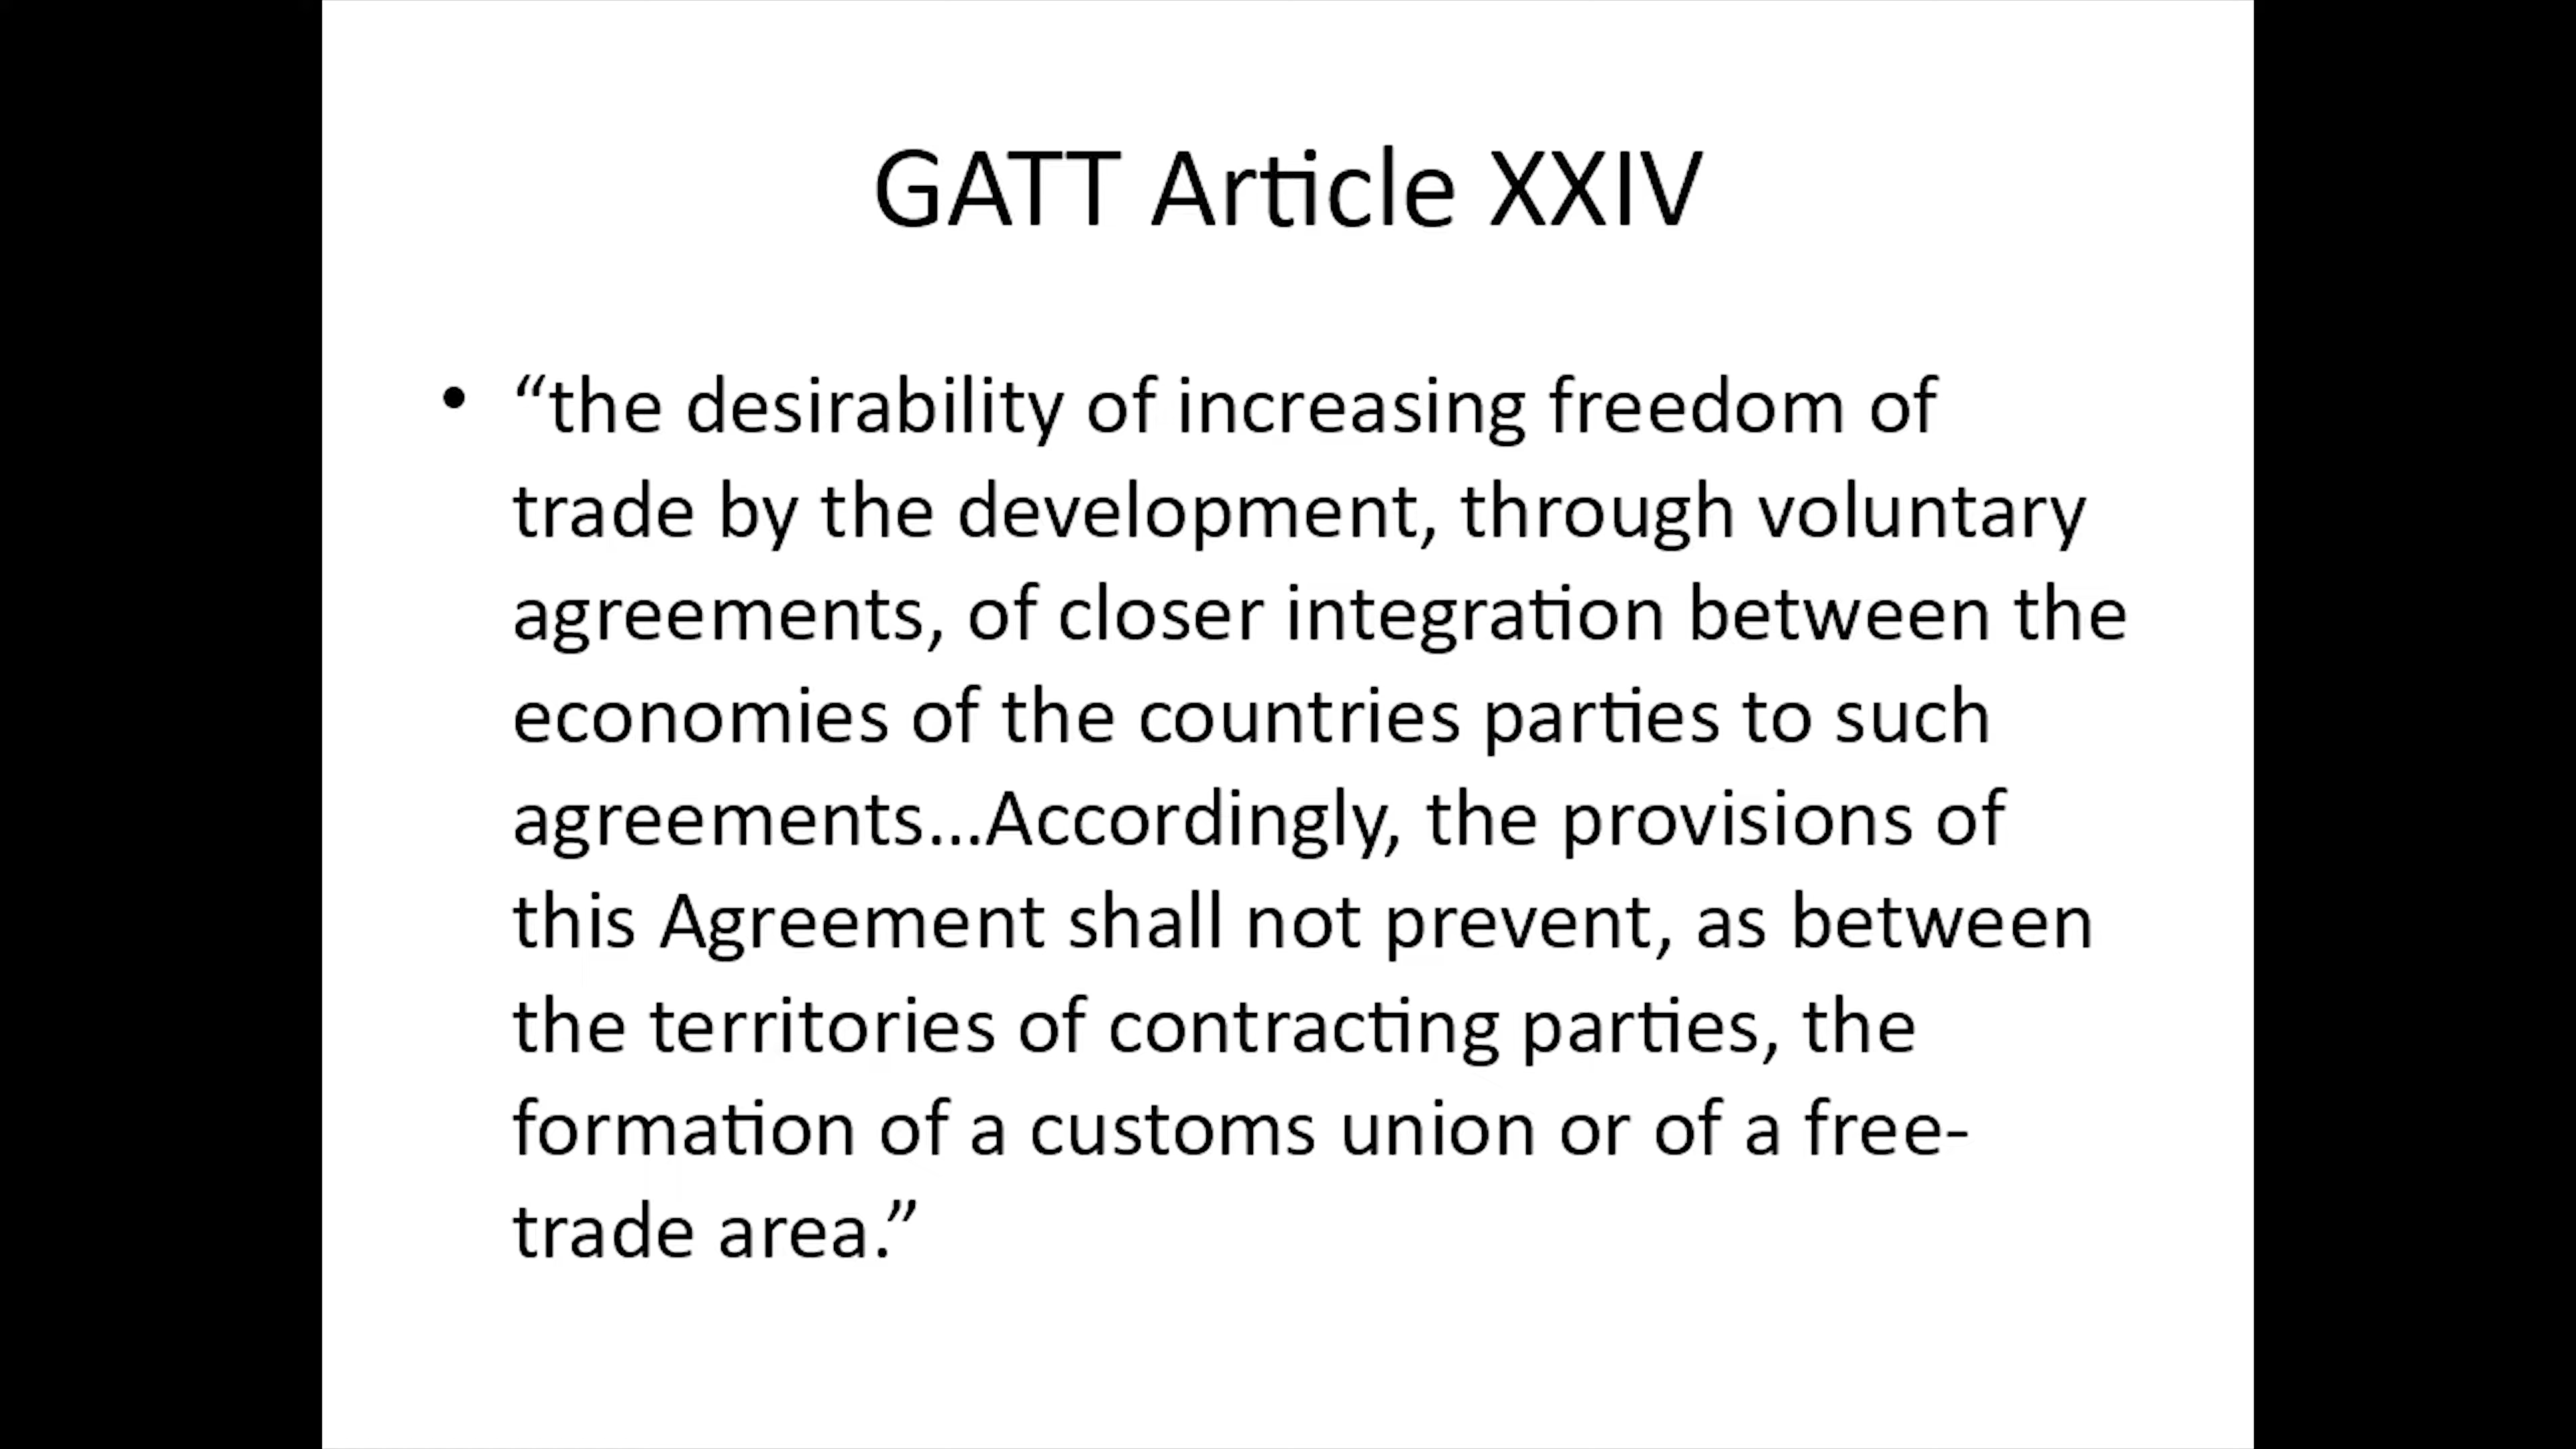 GATT Article XXIV
• “the desirability of increasing freedom of
trade by the development, through voluntary
agreements, of closer integration between the
economies of the countries parties to such
agreements…Accordingly, the provisions of
this Agreement shall not prevent, as between
the territories of contracting parties, the
formation of a customs union or of a free-
trade area.”